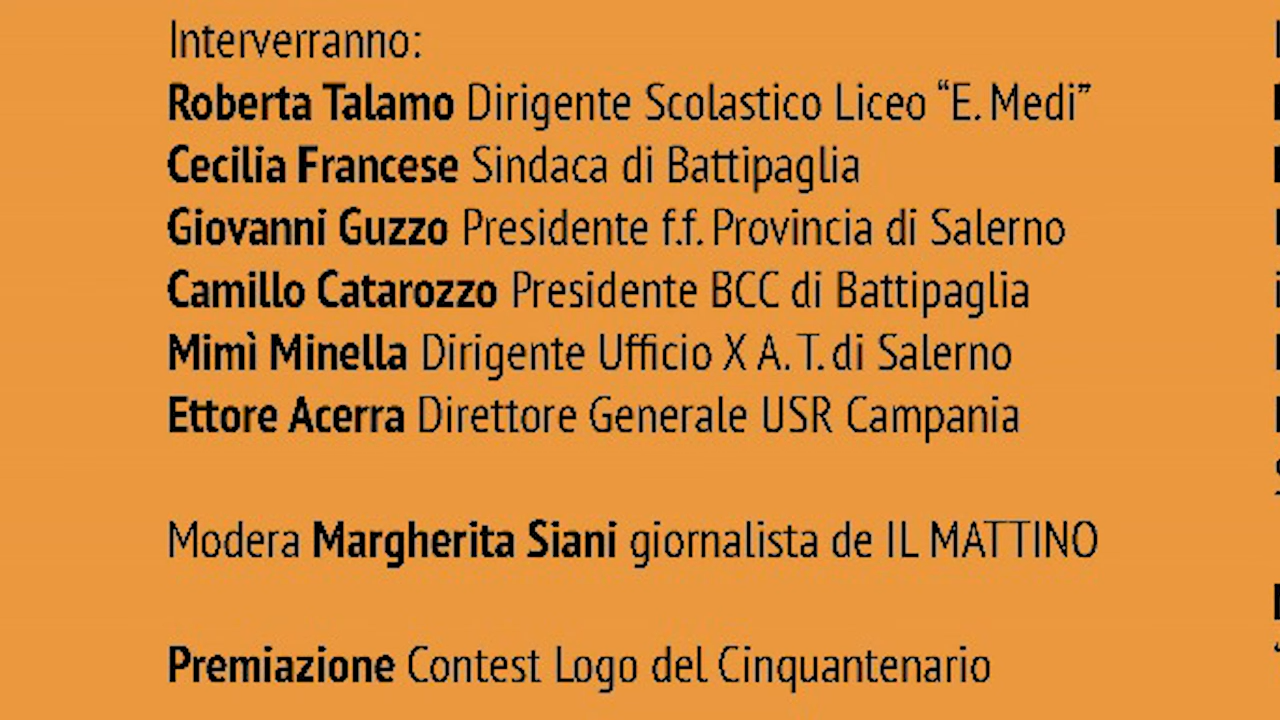 Interverranno:
Roberta Talamo Dirigente Scolastico Liceo “E. Medi”
Cecilia Francese Sindaca di Battipaglia
Giovanni Guzzo Presidente f.f. Provincia di Salerno
Camillo Catarozzo Presidente BCC di Battipaglia
Mimì Minella Dirigente Ufficio X A. T. di Salerno
Ettore Acerra Direttore Generale USR Campania
Modera Margherita Siani giornalista de IL MATTINO
Premiazione Contest Logo del Cinquantenario